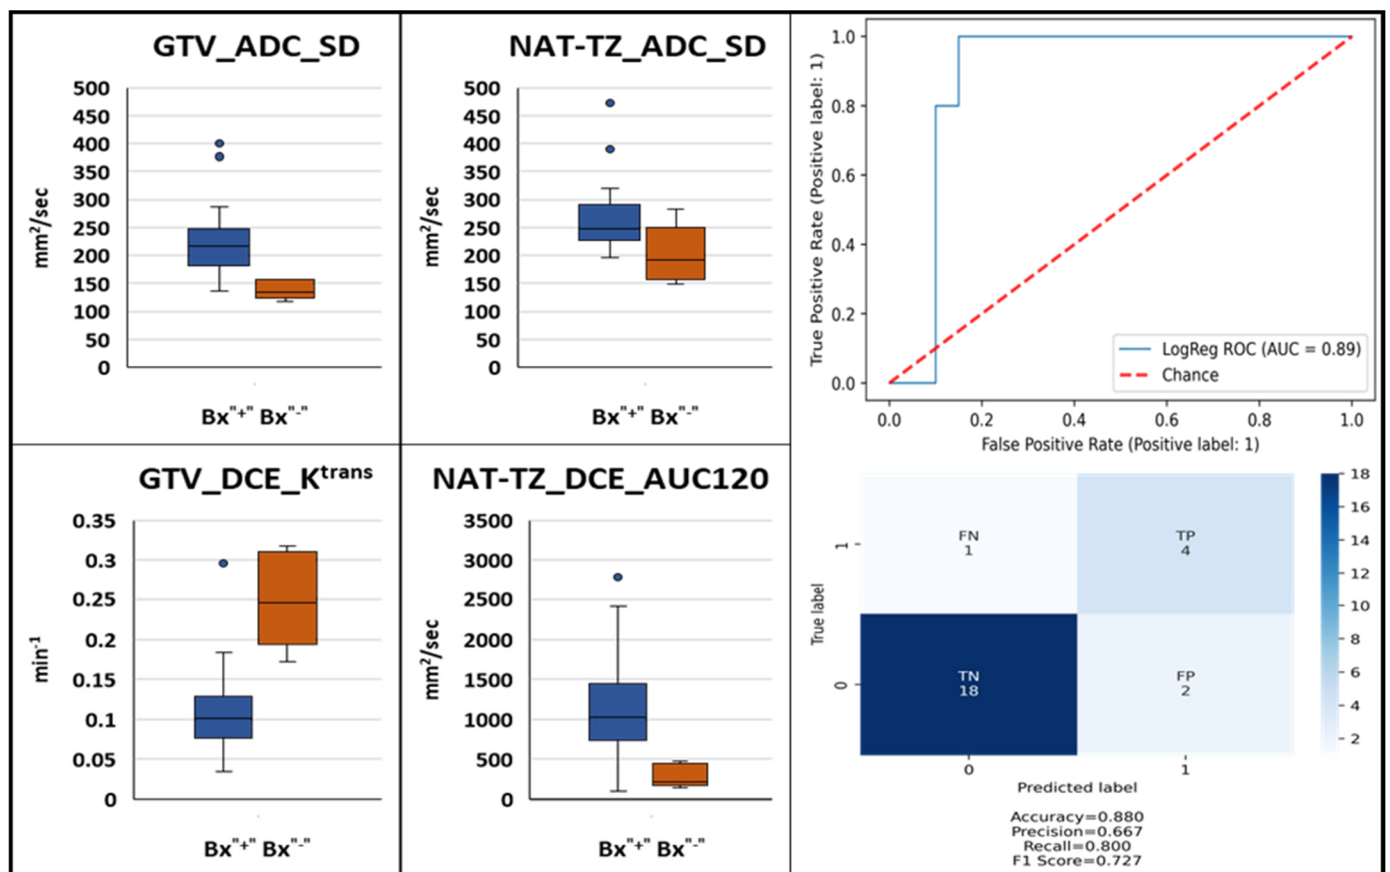 GTV_ADC_SD
500
450
400
350
300
250
200
150
100
50
0
mm²/sec
Bx"+" Bx"-"
NAT-TZ_ADC_SD
500
450
400
350
300
250
200
150
100
50
0
mm²/sec
Bx"+" Bx"-"
1.0
0.8
0.6
0.4
0.2
0.0
True Positive Rate (Positive label: 1)
LogReg ROC (AUC = 0.89)
Chance
0.0 0.2 0.4 0.6 0.8 1.0
False Positive Rate (Positive label: 1)
GTV_DCE_Kᵗʳᵃⁿˢ
0.35
0.3
0.25
0.2
0.15
0.1
0.05
0
min⁻¹
Bx"+" Bx"-"
NAT-TZ_DCE_AUC120
3500
3000
2500
2000
1500
1000
500
0
mm²/sec
Bx"+" Bx"-"
FN
1
TP
4
TN
18
FP
2
1
0
True label
0 1
Predicted label
18
16
14
12
10
8
6
4
2
Accuracy=0.880
Precision=0.667
Recall=0.800
F1 Score=0.727